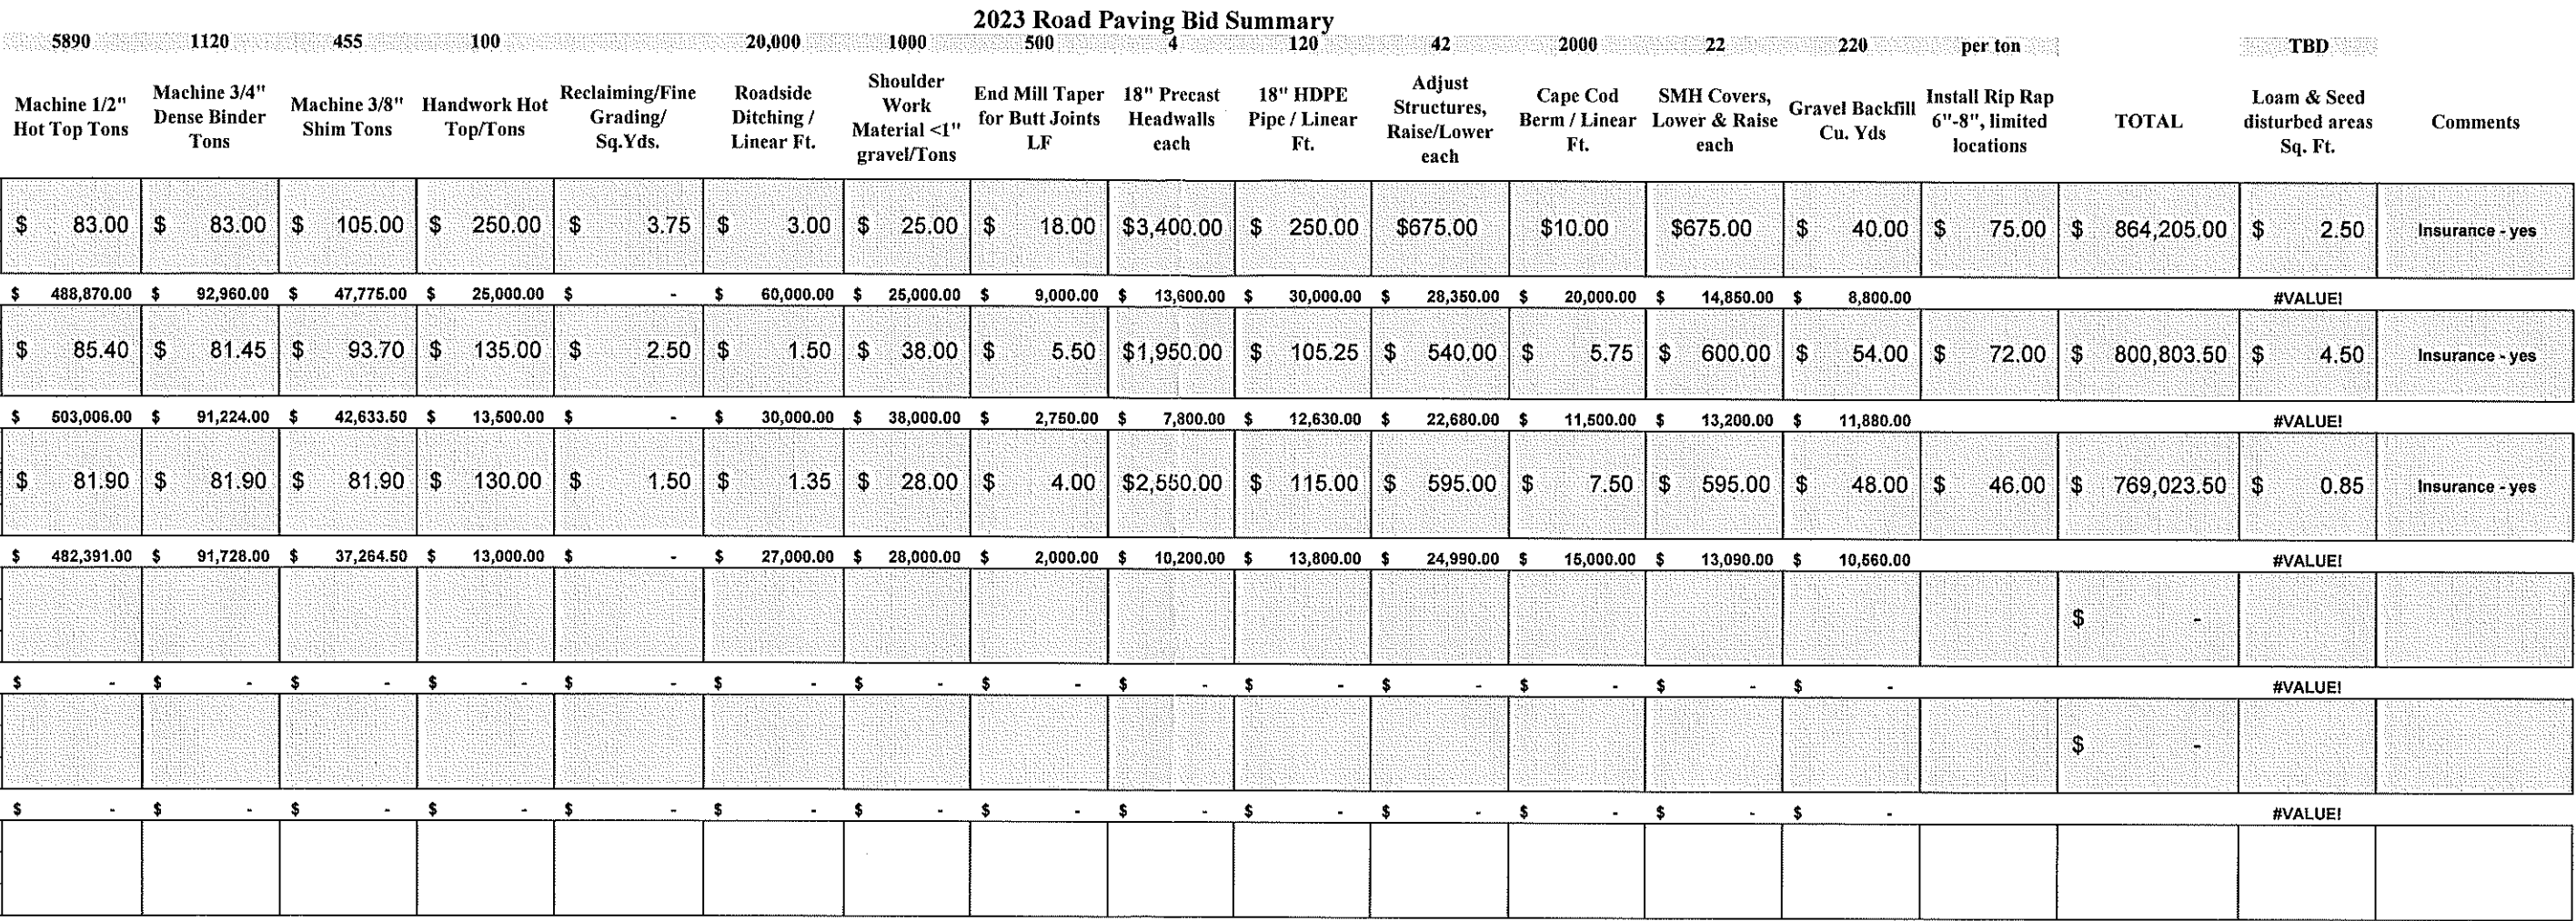 2023 Road Paving Bid Summary
5890 1120 455 100 20,000 1000 500 4 120 42 2000 22 220 per ton TBD
Machine 1/2" Hot Top Tons
Machine 3/4" Dense Binder Tons
Machine 3/8" Shim Tons
Handwork Hot Top/Tons
Reclaiming/Fine Grading/ Sq.Yds.
Roadside Ditching / Linear Ft.
Shoulder Work Material <1" gravel/Tons
End Mill Taper for Butt Joints LF
18" Precast Headwalls each
18" HDPE Pipe / Linear Ft.
Adjust Structures, Raise/Lower each
Cape Cod Berm / Linear Ft.
SMH Covers, Lower & Raise each
Gravel Backfill Cu. Yds
Install Rip Rap 6"-8", limited locations
TOTAL
Loam & Seed disturbed areas Sq. Ft.
Comments
$ 83.00 $ 83.00 $ 105.00 $ 250.00 $ 3.75 $ 3.00 $ 25.00 $ 18.00 $3,400.00 $ 250.00 $675.00 $10.00 $675.00 $ 40.00 $ 75.00 $ 864,205.00 $ 2.50 Insurance - yes
$ 488,870.00 $ 92,960.00 $ 47,775.00 $ 25,000.00 $ - $ 60,000.00 $ 25,000.00 $ 9,000.00 $ 13,600.00 $ 30,000.00 $ 28,350.00 $ 20,000.00 $ 14,850.00 $ 8,800.00 #VALUE!
$ 85.40 $ 81.45 $ 93.70 $ 135.00 $ 2.50 $ 1.50 $ 38.00 $ 5.50 $1,950.00 $ 105.25 $ 540.00 $ 5.75 $ 600.00 $ 54.00 $ 72.00 $ 800,803.50 $ 4.50 Insurance - yes
$ 503,006.00 $ 91,224.00 $ 42,633.50 $ 13,500.00 $ - $ 30,000.00 $ 38,000.00 $ 2,750.00 $ 7,800.00 $ 12,630.00 $ 22,680.00 $ 11,500.00 $ 13,200.00 $ 11,880.00 #VALUE!
$ 81.90 $ 81.90 $ 81.90 $ 130.00 $ 1.50 $ 1.35 $ 28.00 $ 4.00 $2,550.00 $ 115.00 $ 595.00 $ 7.50 $ 595.00 $ 48.00 $ 46.00 $ 769,023.50 $ 0.85 Insurance - yes
$ 482,391.00 $ 91,728.00 $ 37,264.50 $ 13,000.00 $ - $ 27,000.00 $ 28,000.00 $ 2,000.00 $ 10,200.00 $ 13,800.00 $ 24,990.00 $ 15,000.00 $ 13,090.00 $ 10,560.00 #VALUE!
$ -
$ - $ - $ - $ - $ - $ - $ - $ - $ - $ - $ - $ - $ - $ - #VALUE!
$ -
$ - $ - $ - $ - $ - $ - $ - $ - $ - $ - $ - $ - $ - $ - #VALUE!